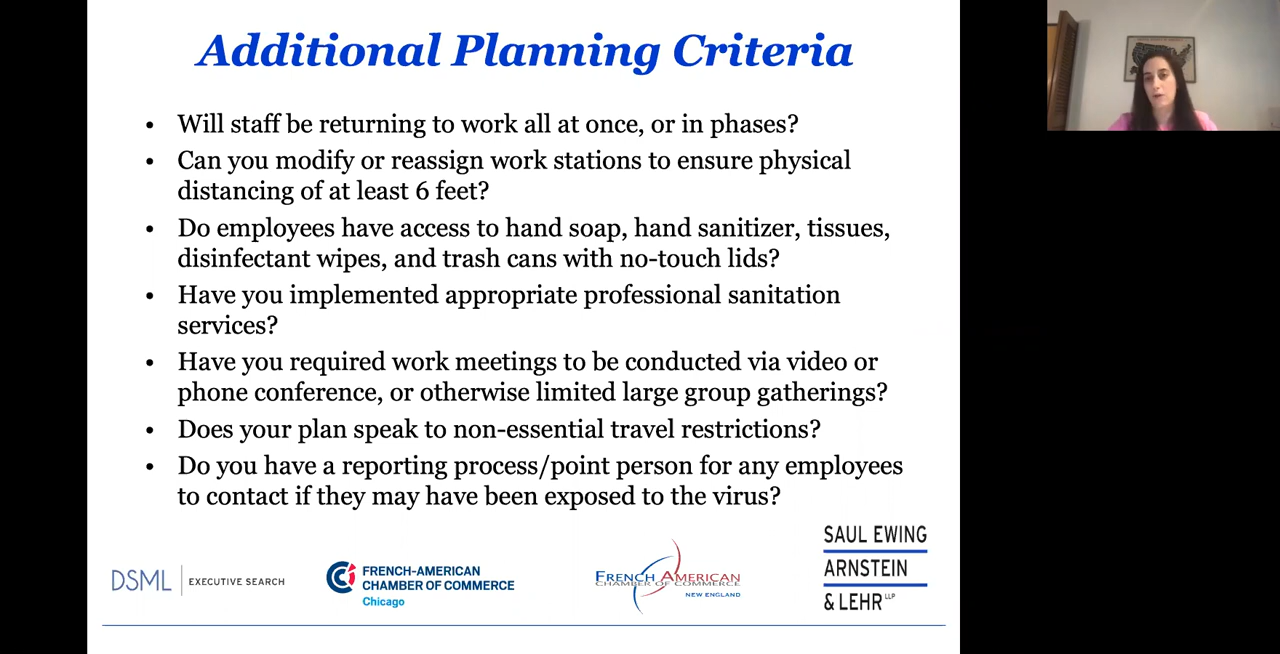 Additional Planning Criteria
• Will staff be returning to work all at once, or in phases?
• Can you modify or reassign work stations to ensure physical
distancing of at least 6 feet?
• Do employees have access to hand soap, hand sanitizer, tissues,
disinfectant wipes, and trash cans with no-touch lids?
• Have you implemented appropriate professional sanitation
services?
• Have you required work meetings to be conducted via video or
phone conference, or otherwise limited large group gatherings?
• Does your plan speak to non-essential travel restrictions?
• Do you have a reporting process/point person for any employees
to contact if they may have been exposed to the virus?
DSML EXECUTIVE SEARCH
FRENCH-AMERICAN
CHAMBER OF COMMERCE
Chicago
FRENCH AMERICAN
CHAMBER OF COMMERCE
NEW ENGLAND
SAUL EWING
ARNSTEIN
& LEHR LLP